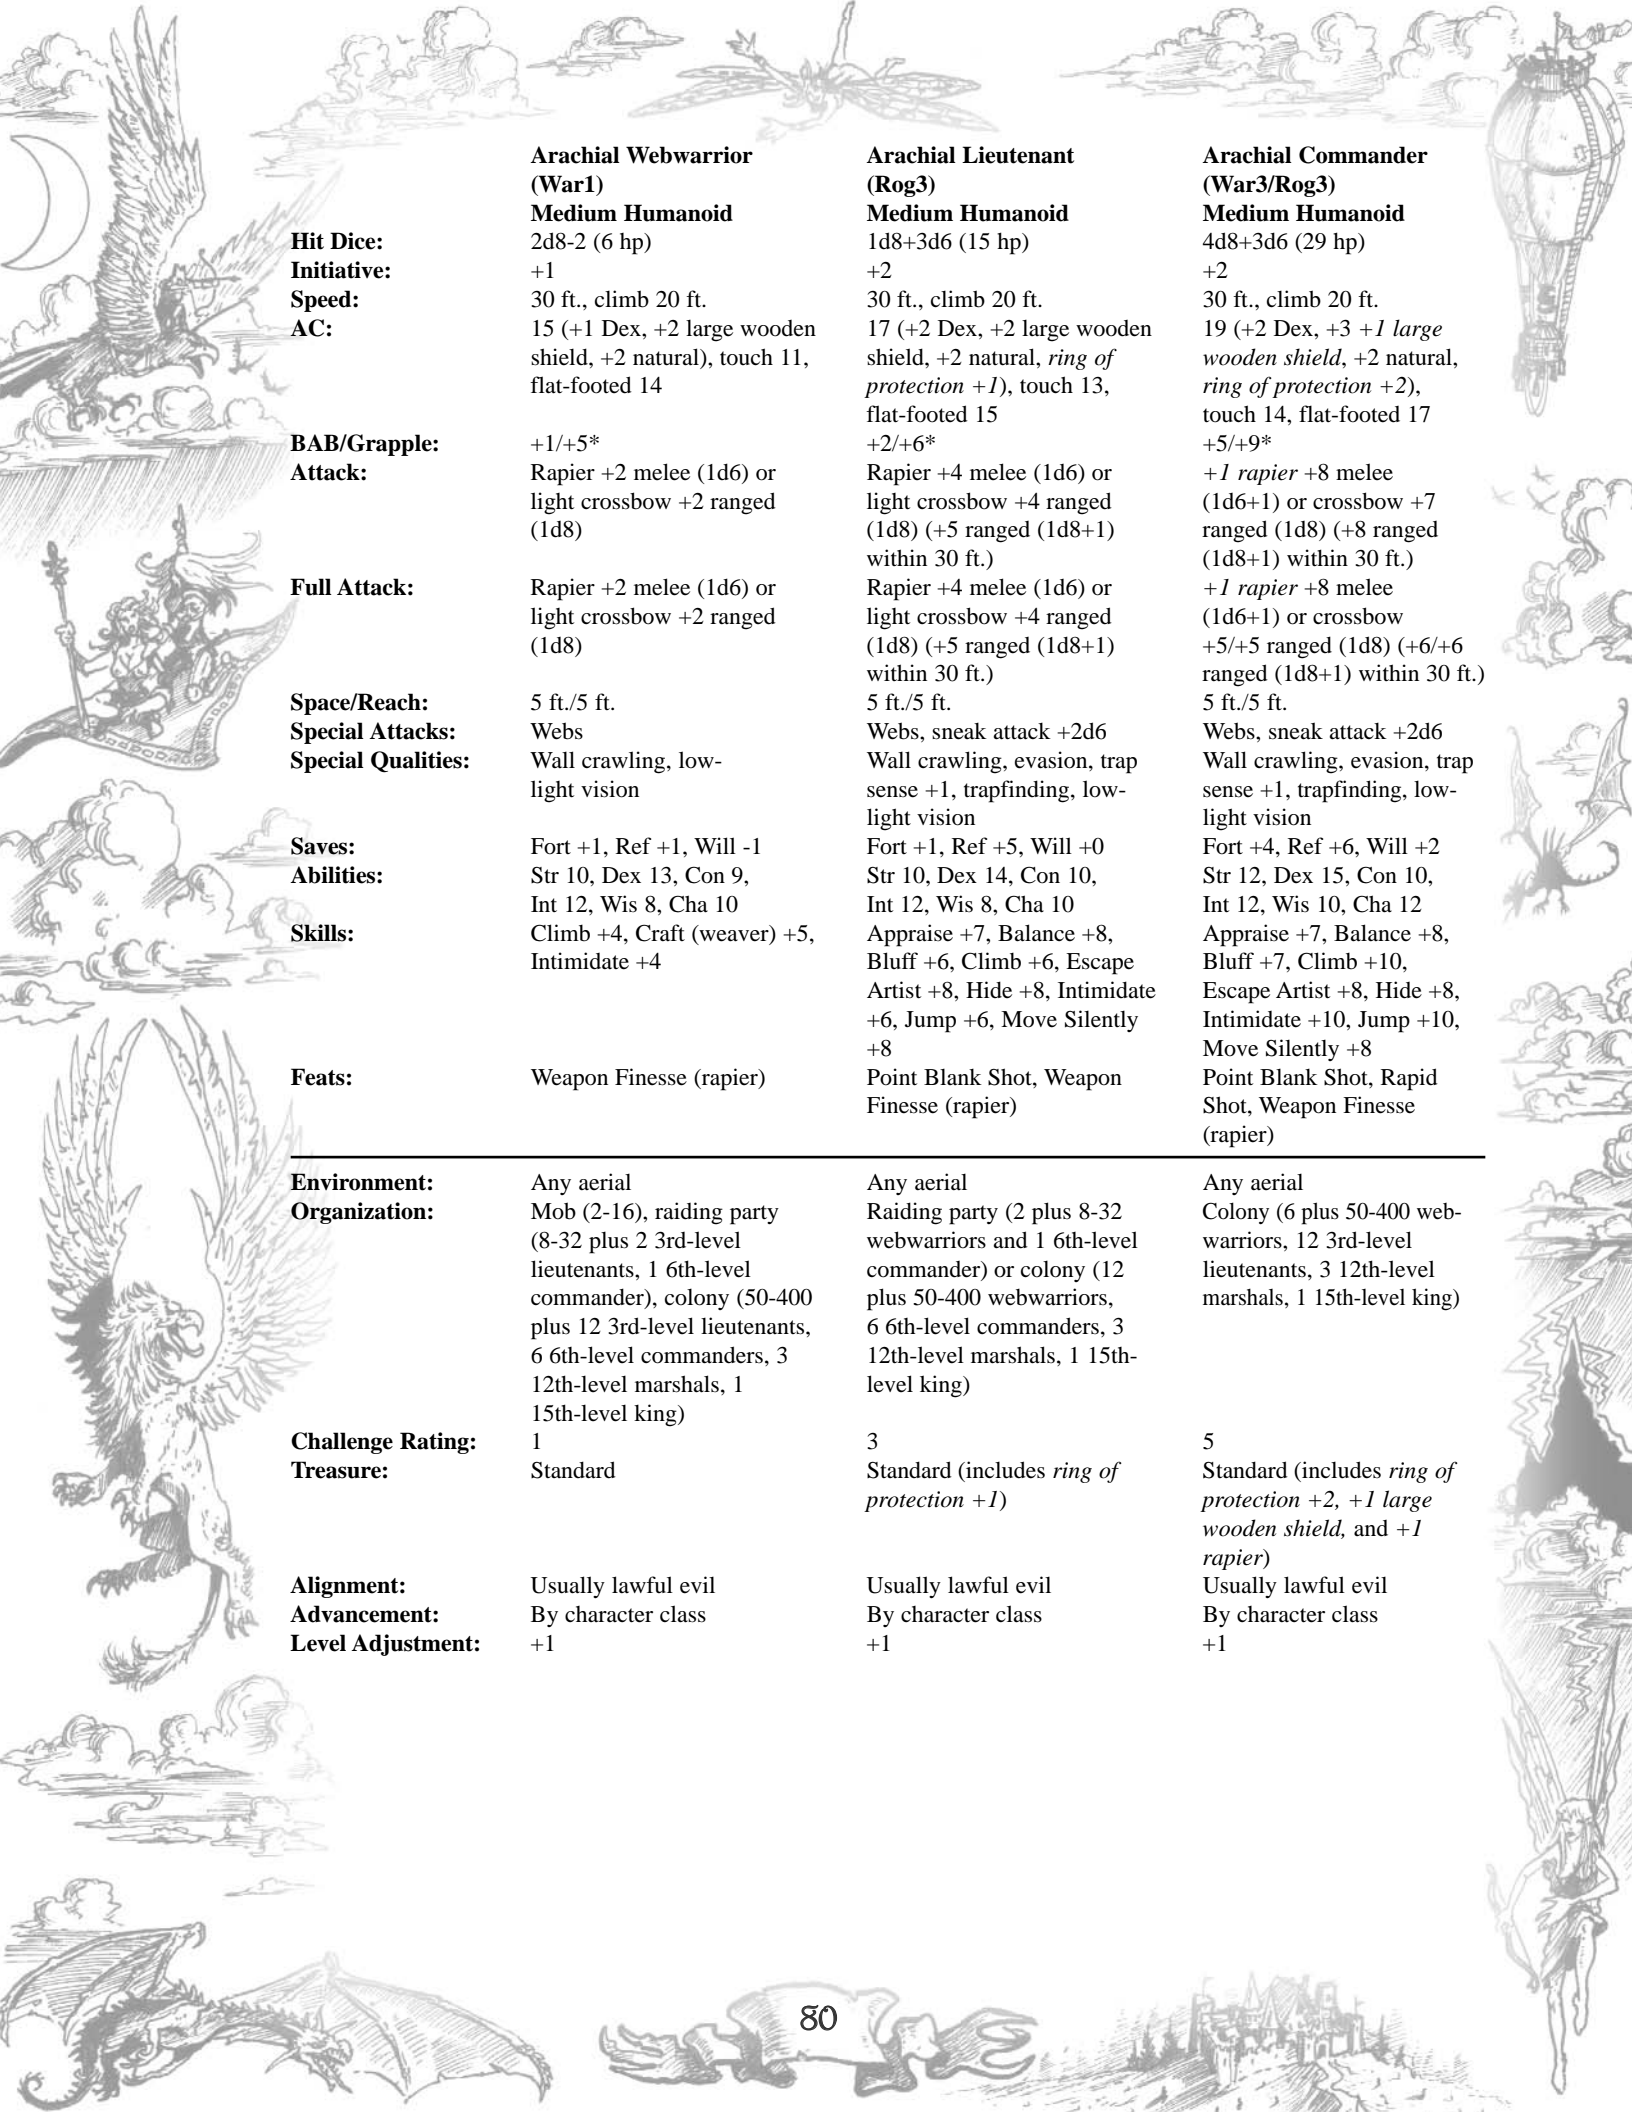 Arachial Webwarrior Arachial Lieutenant Arachial Commander
(War1) (Rog3) (War3/Rog3)
Medium Humanoid Medium Humanoid Medium Humanoid
Hit Dice: 2d8-2 (6 hp) 1d8+3d6 (15 hp) 4d8+3d6 (29 hp)
Initiative: +1 +2 +2
Speed: 30 ft., climb 20 ft. 30 ft., climb 20 ft. 30 ft., climb 20 ft.
AC: 15 (+1 Dex, +2 large wooden 17 (+2 Dex, +2 large wooden 19 (+2 Dex, +3 +1 large
shield, +2 natural), touch 11, shield, +2 natural, ring of wooden shield, +2 natural,
flat-footed 14 protection +1), touch 13, ring of protection +2),
flat-footed 15 touch 14, flat-footed 17
BAB/Grapple: +1/+5* +2/+6* +5/+9*
Attack: Rapier +2 melee (1d6) or Rapier +4 melee (1d6) or +1 rapier +8 melee
light crossbow +2 ranged light crossbow +4 ranged (1d6+1) or crossbow +7
(1d8) (1d8) (+5 ranged (1d8+1) ranged (1d8) (+8 ranged
within 30 ft.) (1d8+1) within 30 ft.)
Full Attack: Rapier +2 melee (1d6) or Rapier +4 melee (1d6) or +1 rapier +8 melee
light crossbow +2 ranged light crossbow +4 ranged (1d6+1) or crossbow
(1d8) (1d8) (+5 ranged (1d8+1) +5/+5 ranged (1d8) (+6/+6
within 30 ft.) ranged (1d8+1) within 30 ft.)
Space/Reach: 5 ft./5 ft. 5 ft./5 ft. 5 ft./5 ft.
Special Attacks: Webs Webs, sneak attack +2d6 Webs, sneak attack +2d6
Special Qualities: Wall crawling, low- Wall crawling, evasion, trap Wall crawling, evasion, trap
light vision sense +1, trapfinding, low- sense +1, trapfinding, low-
light vision light vision
Saves: Fort +1, Ref +1, Will -1 Fort +1, Ref +5, Will +0 Fort +4, Ref +6, Will +2
Abilities: Str 10, Dex 13, Con 9, Str 10, Dex 14, Con 10, Str 12, Dex 15, Con 10,
Int 12, Wis 8, Cha 10 Int 12, Wis 8, Cha 10 Int 12, Wis 10, Cha 12
Skills: Climb +4, Craft (weaver) +5, Appraise +7, Balance +8, Appraise +7, Balance +8,
Intimidate +4 Bluff +6, Climb +6, Escape Bluff +7, Climb +10,
Artist +8, Hide +8, Intimidate Escape Artist +8, Hide +8,
+6, Jump +6, Move Silently Intimidate +10, Jump +10,
+8 Move Silently +8
Feats: Weapon Finesse (rapier) Point Blank Shot, Weapon Point Blank Shot, Rapid
Finesse (rapier) Shot, Weapon Finesse
(rapier)
Environment: Any aerial Any aerial Any aerial
Organization: Mob (2-16), raiding party Raiding party (2 plus 8-32 Colony (6 plus 50-400 web-
(8-32 plus 2 3rd-level webwarriors and 1 6th-level warriors, 12 3rd-level
lieutenants, 1 6th-level commander) or colony (12 lieutenants, 3 12th-level
commander), colony (50-400 plus 50-400 webwarriors, marshals, 1 15th-level king)
plus 12 3rd-level lieutenants, 6 6th-level commanders, 3
6 6th-level commanders, 3 12th-level marshals, 1 15th-
12th-level marshals, 1 level king)
15th-level king)
Challenge Rating: 1 3 5
Treasure: Standard Standard (includes ring of Standard (includes ring of
protection +1) protection +2, +1 large
wooden shield, and +1
rapier)
Alignment: Usually lawful evil Usually lawful evil Usually lawful evil
Advancement: By character class By character class By character class
Level Adjustment: +1 +1 +1
80